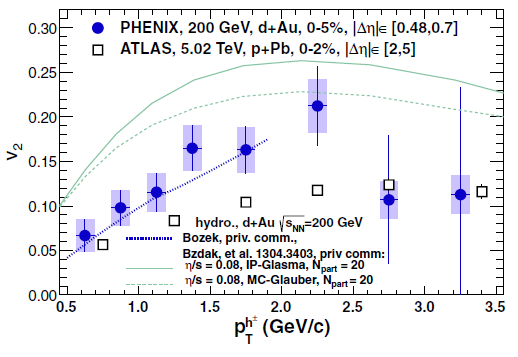 PHENIX, 200 GeV, d+Au, 0-5%, |Δη|∈ [0.48,0.7]
ATLAS, 5.02 TeV, p+Pb, 0-2%, |Δη|∈ [2,5]
v2
0.30
0.25
0.20
0.15
0.10
0.05
0.00
hydro., d+Au √sNN=200 GeV
Bozek, priv. comm.,
Bzdak, et al. 1304.3403, priv comm:
η/s = 0.08, IP-Glasma, Npart = 20
η/s = 0.08, MC-Glauber, Npart = 20
0.5 1.0 1.5 2.0 2.5 3.0 3.5
pTh± (GeV/c)